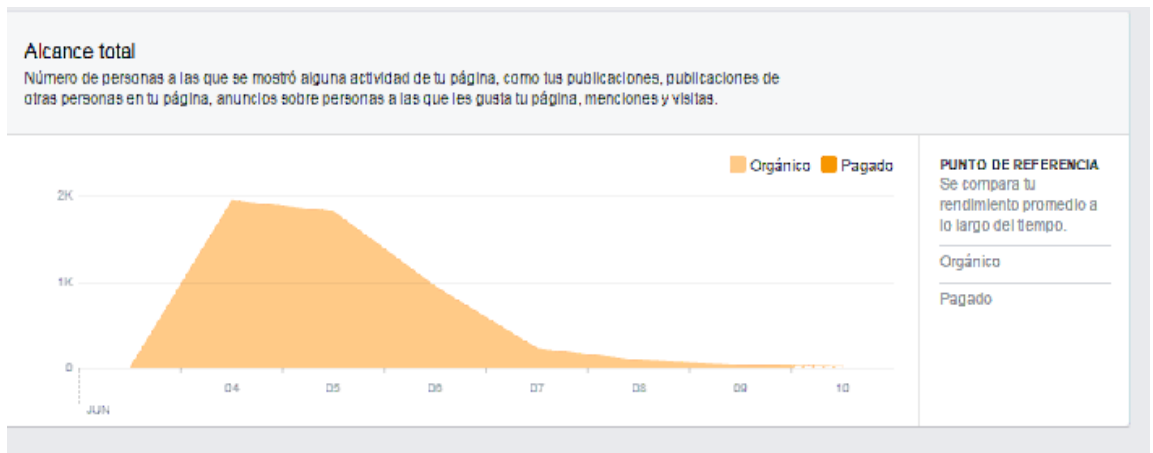 Alcance total
Número de personas a las que se mostró alguna actividad de tu página, como tus publicaciones, publicaciones de
otras personas en tu página, anuncios sobre personas a las que les gusta tu página, menciones y visitas.
Orgánico Pagado
2K
1K
0
04 05 06 07 08 09 10
JUN
PUNTO DE REFERENCIA
Se compara tu
rendimiento promedio a
lo largo del tiempo.
Orgánico
Pagado